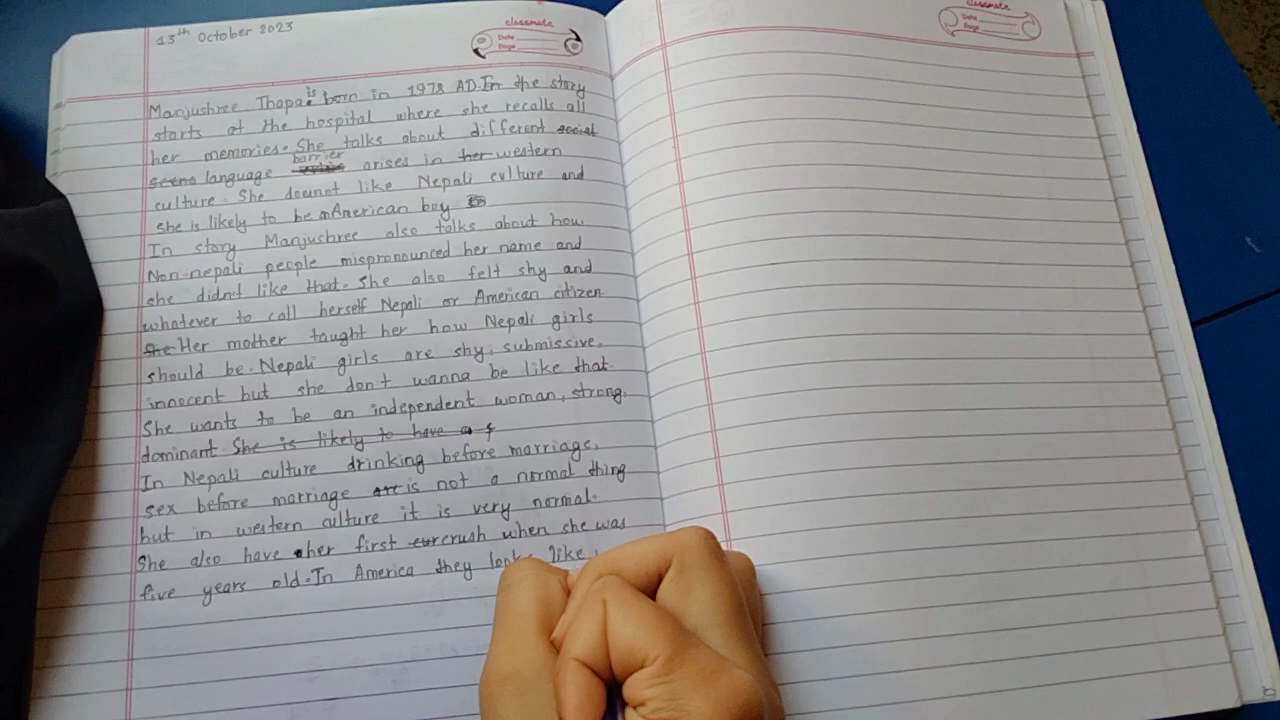 13th October 2023
classmate
Date
Page
classmate
Date
Page
Manjushree Thapa is born in 1978 AD. In the story
starts at the hospital where she recalls all
her memories. She talks about different social
language barrier arises in her western
culture. She dounot like Nepali culture and
she is likely to be American boy
In story Manjushree also talks about how
Non-nepali people mispronounced her name and
she didn't like that. She also felt shy and
whatever to call herself Nepali or American citizen.
She Her mother taught her how Nepali girls
should be. Nepali girls are shy, submissive,
innocent but she don't wanna be like that.
She wants to be an independent woman, strong,
dominant. She is likely to have a f
In Nepali culture drinking before marriage,
sex before marriage are is not a normal thing
but in western culture it is very normal.
She also have her first crush when she was
five years old. In America they looks like